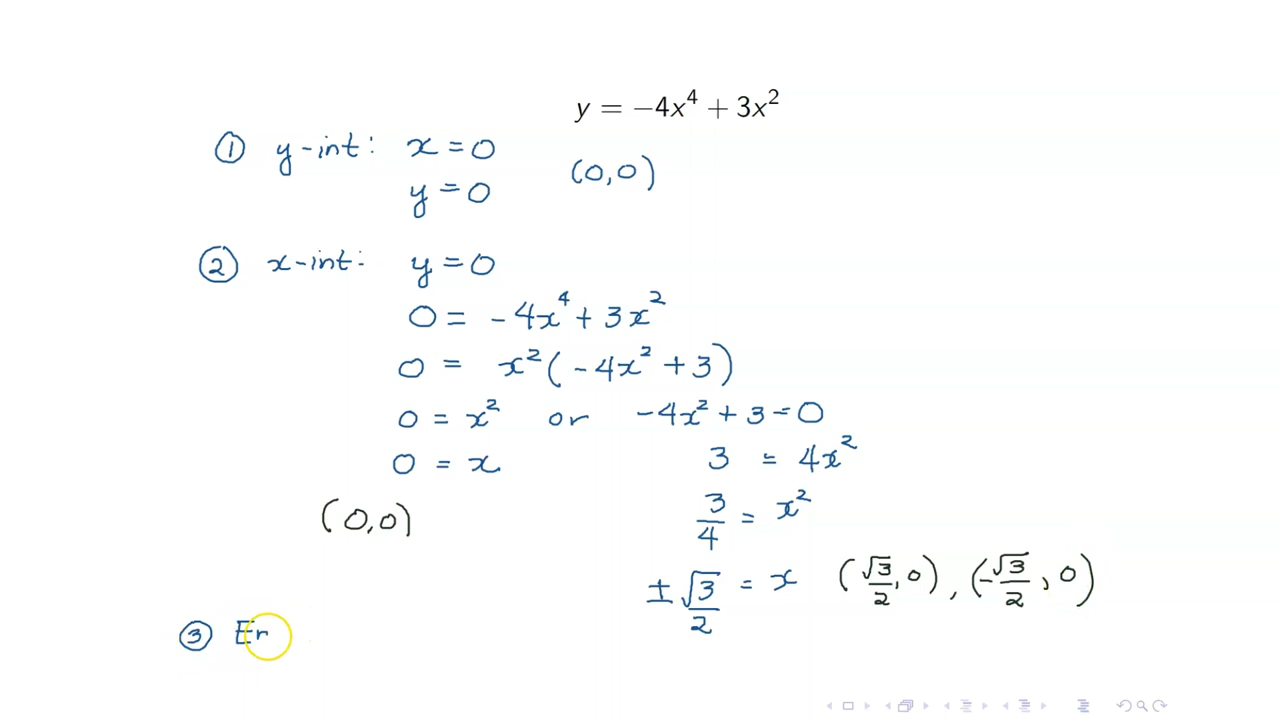 y = −4x⁴ + 3x²
① y-int: x = 0
(0,0)
y = 0
② x-int: y = 0
0 = -4x⁴ + 3x²
0 = x²(-4x² + 3)
0 = x² or -4x² + 3 = 0
0 = x 3 = 4x²
(0,0) 3/4 = x²
± √3/2 = x (√3/2, 0), (-√3/2, 0)
③ En